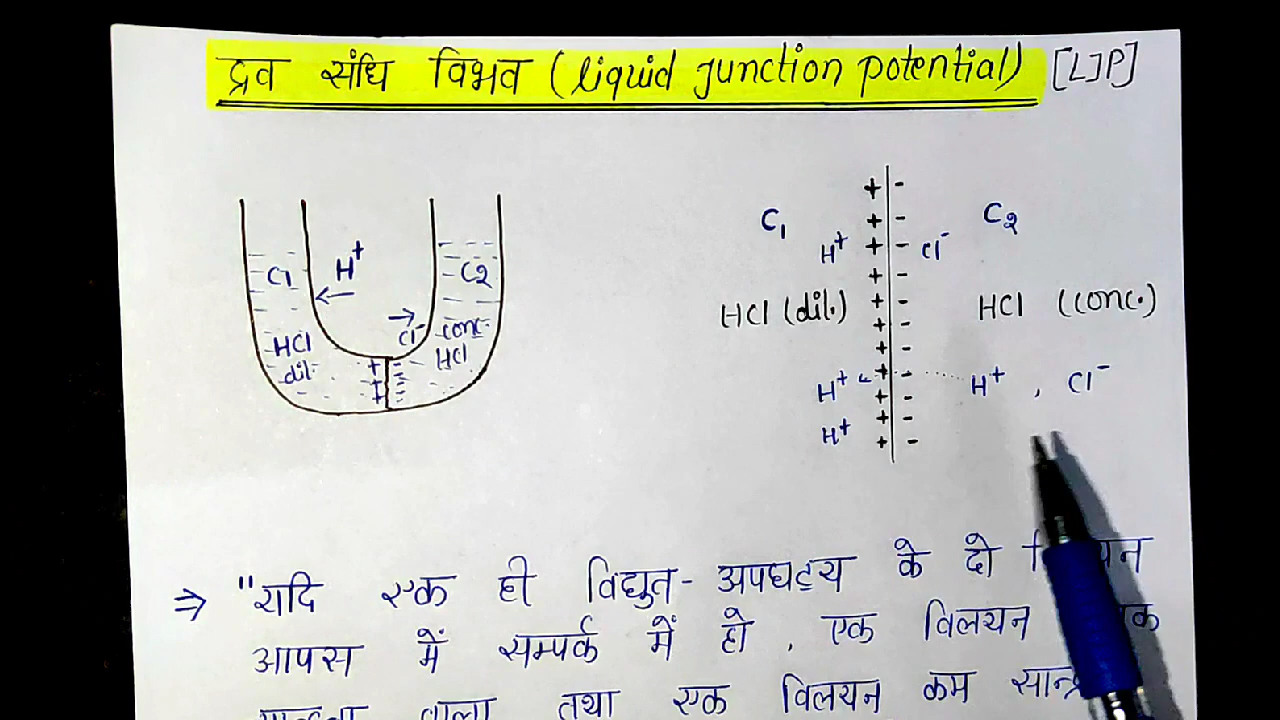 द्रव संधि विभव (liquid junction potential) [LJP]
C1 H+ C2
HCl dil. Cl- conc. HCl
C1 C2
H+ Cl-
HCl (dil.) HCl (conc.)
H+ H+ , Cl-
H+
⇒ "यदि एक ही विद्युत-अपघट्य के दो
आपस में सम्पर्क में हो , एक विलयन
वाला तथा एक विलयन कम